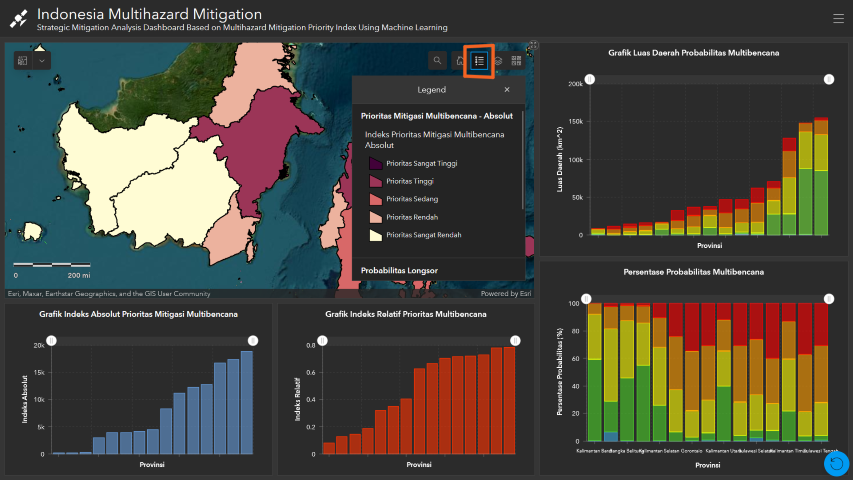 Indonesia Multihazard Mitigation
Strategic Mitigation Analysis Dashboard Based on Multihazard Mitigation Priority Index Using Machine Learning
Legend
Prioritas Mitigasi Multibencana - Absolut
Indeks Prioritas Mitigasi Multibencana
Absolut
Prioritas Sangat Tinggi
Prioritas Tinggi
Prioritas Sedang
Prioritas Rendah
Prioritas Sangat Rendah
Probabilitas Longsor
0 200 mi
Esri, Maxar, Earthstar Geographics, and the GIS User Community
Powered by Esri
Grafik Luas Daerah Probabilitas Multibencana
Luas Daerah (km^2)
200k
150k
100k
50k
0
Provinsi
Grafik Indeks Absolut Prioritas Mitigasi Multibencana
Indeks Absolut
20k
15k
10k
5k
0
Provinsi
Grafik Indeks Relatif Prioritas Multibencana
Indeks Relatif
0.8
0.6
0.4
0.2
0
Provinsi
Persentase Probabilitas Multibencana
Persentase Probabilitas (%)
100
80
60
40
20
0
Kalimantan Barat
Bangka Belitung
Kalimantan Selatan
Gorontalo
Kalimantan Utara
Sulawesi Selatan
Kalimantan Timur
Sulawesi Tengah
Provinsi